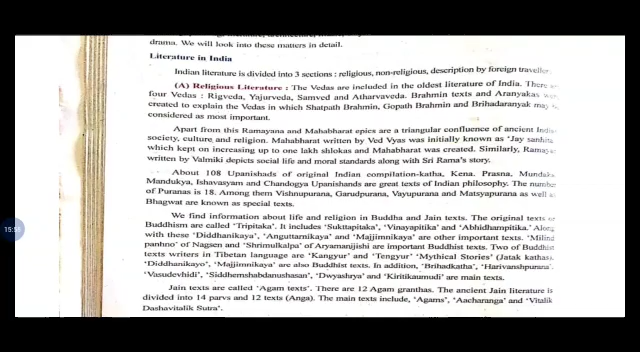 drama. We will look into these matters in detail.
Literature in India
Indian literature is divided into 3 sections : religious, non-religious, description by foreign traveller
(A) Religious Literature : The Vedas are included in the oldest literature of India. There
four Vedas : Rigveda, Yajurveda, Samved and Atharvaveda. Brahmin texts and Aranyakas
created to explain the Vedas in which Shatpath Brahmin, Gopath Brahmin and Brihadaranyak may
considered as most important.
Apart from this Ramayana and Mahabharat epics are a triangular confluence of ancient
society, culture and religion. Mahabharat written by Ved Vyas was initially known as 'Jay sanhita
which kept on increasing up to one lakh shlokas and Mahabharat was created. Similarly,
written by Valmiki depicts social life and moral standards along with Sri Rama's story.
About 108 Upanishads of original Indian compilation-katha, Kena, Prasna, Mundaka
Mandukya, Ishavasyam and Chandogya Upanishands are great texts of Indian philosophy. The number
of Puranas is 18. Among them Vishnupurana, Garudpurana, Vayupurana and Matsyapurana as well
Bhagwat are known as special texts.
We find information about life and religion in Buddha and Jain texts. The original texts
Buddhism are called 'Tripitaka'. It includes 'Sukttapitaka', 'Vinayapitika' and 'Abhidhampitika.' Along
with these 'Diddhanikaya', 'Anguttarnikaya' and 'Majjimnikaya' are other important texts. 'Milind
panhno' of Nagsen and 'Shrimulkalpa' of Aryamanjishi are important Buddhist texts. Two of Buddhist
texts writers in Tibetan language are 'Kangyur' and 'Tengyur' 'Mythical Stories' (Jatak kathas),
'Diddhanikayo', 'Majjimnikaya' are also Buddhist texts. In addition, 'Brihadkatha', 'Harivanshpurana'
'Vasudevhidi', 'Siddhemshabdanushasan', 'Dwyashrya' and 'Kiritikaumudi' are main texts.
Jain texts are called 'Agam texts'. There are 12 Agam granthas. The ancient Jain literature is
divided into 14 parvs and 12 texts (Anga). The main texts include, 'Agams', 'Aacharanga' and 'Vitalik
Dashavitalik Sutra'.